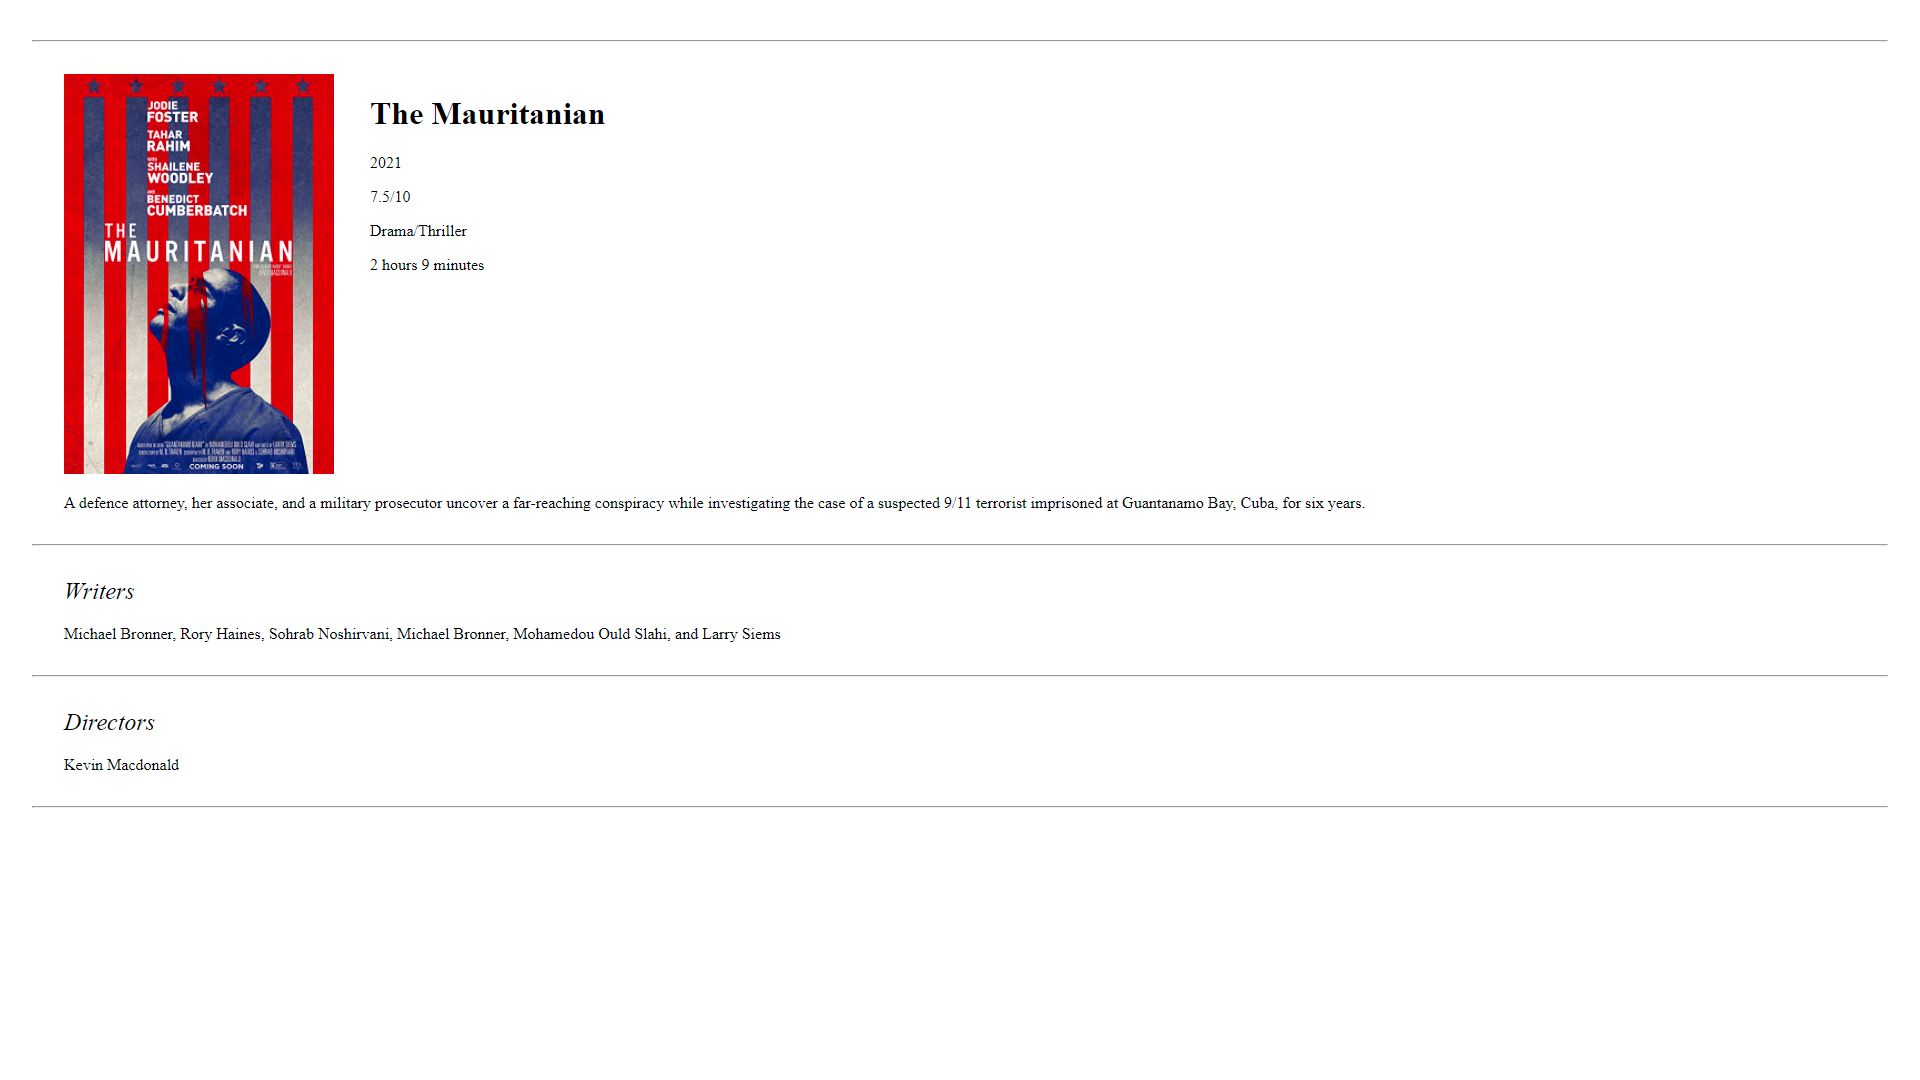 JODIE
FOSTER
TAHAR
RAHIM
WITH
SHAILENE
WOODLEY
AND
BENEDICT
CUMBERBATCH
THE
MAURITANIAN
COMING SOON
The Mauritanian
2021
7.5/10
Drama/Thriller
2 hours 9 minutes
A defence attorney, her associate, and a military prosecutor uncover a far-reaching conspiracy while investigating the case of a suspected 9/11 terrorist imprisoned at Guantanamo Bay, Cuba, for six years.
Writers
Michael Bronner, Rory Haines, Sohrab Noshirvani, Michael Bronner, Mohamedou Ould Slahi, and Larry Siems
Directors
Kevin Macdonald